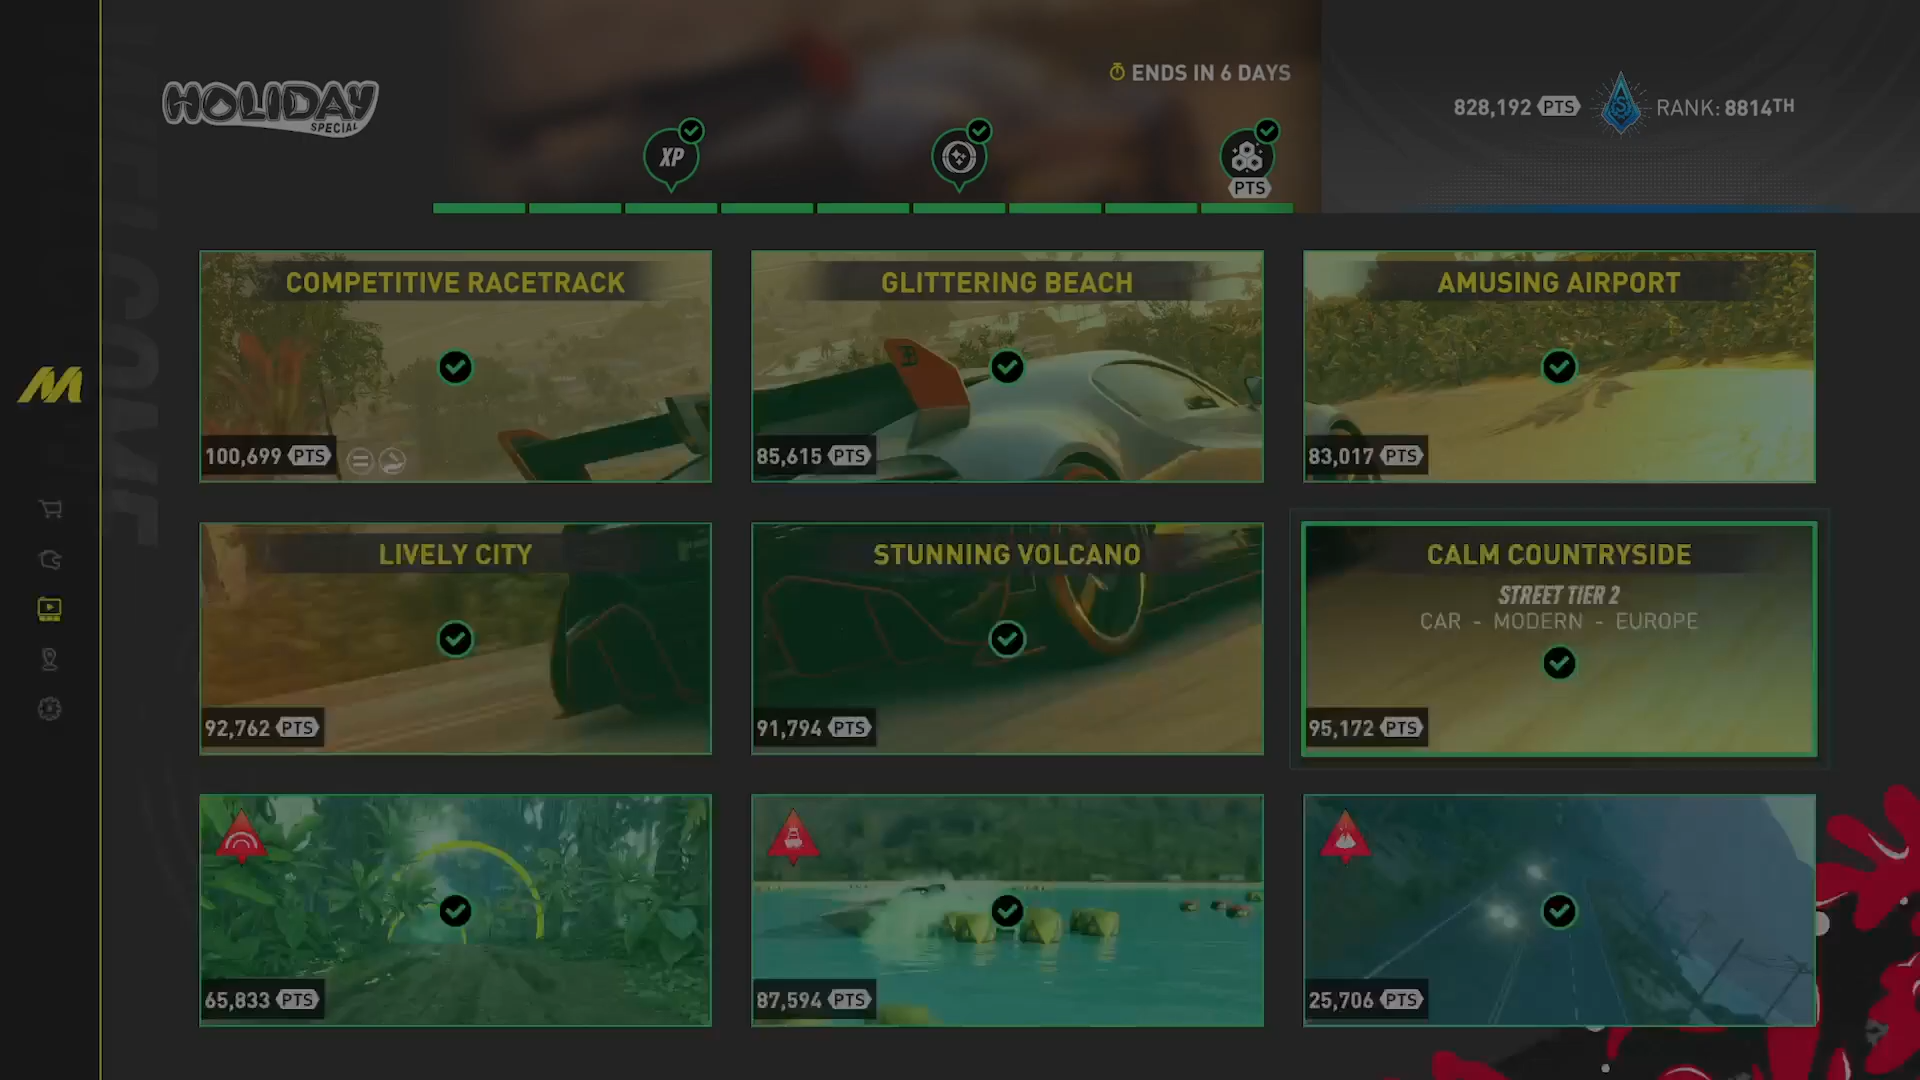 HOLIDAY
SPECIAL
ENDS IN 6 DAYS
828,192 PTS
RANK: 8814TH
XP
PTS
COMPETITIVE RACETRACK
100,699 PTS
GLITTERING BEACH
85,615 PTS
AMUSING AIRPORT
83,017 PTS
LIVELY CITY
92,762 PTS
STUNNING VOLCANO
91,794 PTS
CALM COUNTRYSIDE
STREET TIER 2
CAR - MODERN - EUROPE
95,172 PTS
65,833 PTS
87,594 PTS
25,706 PTS